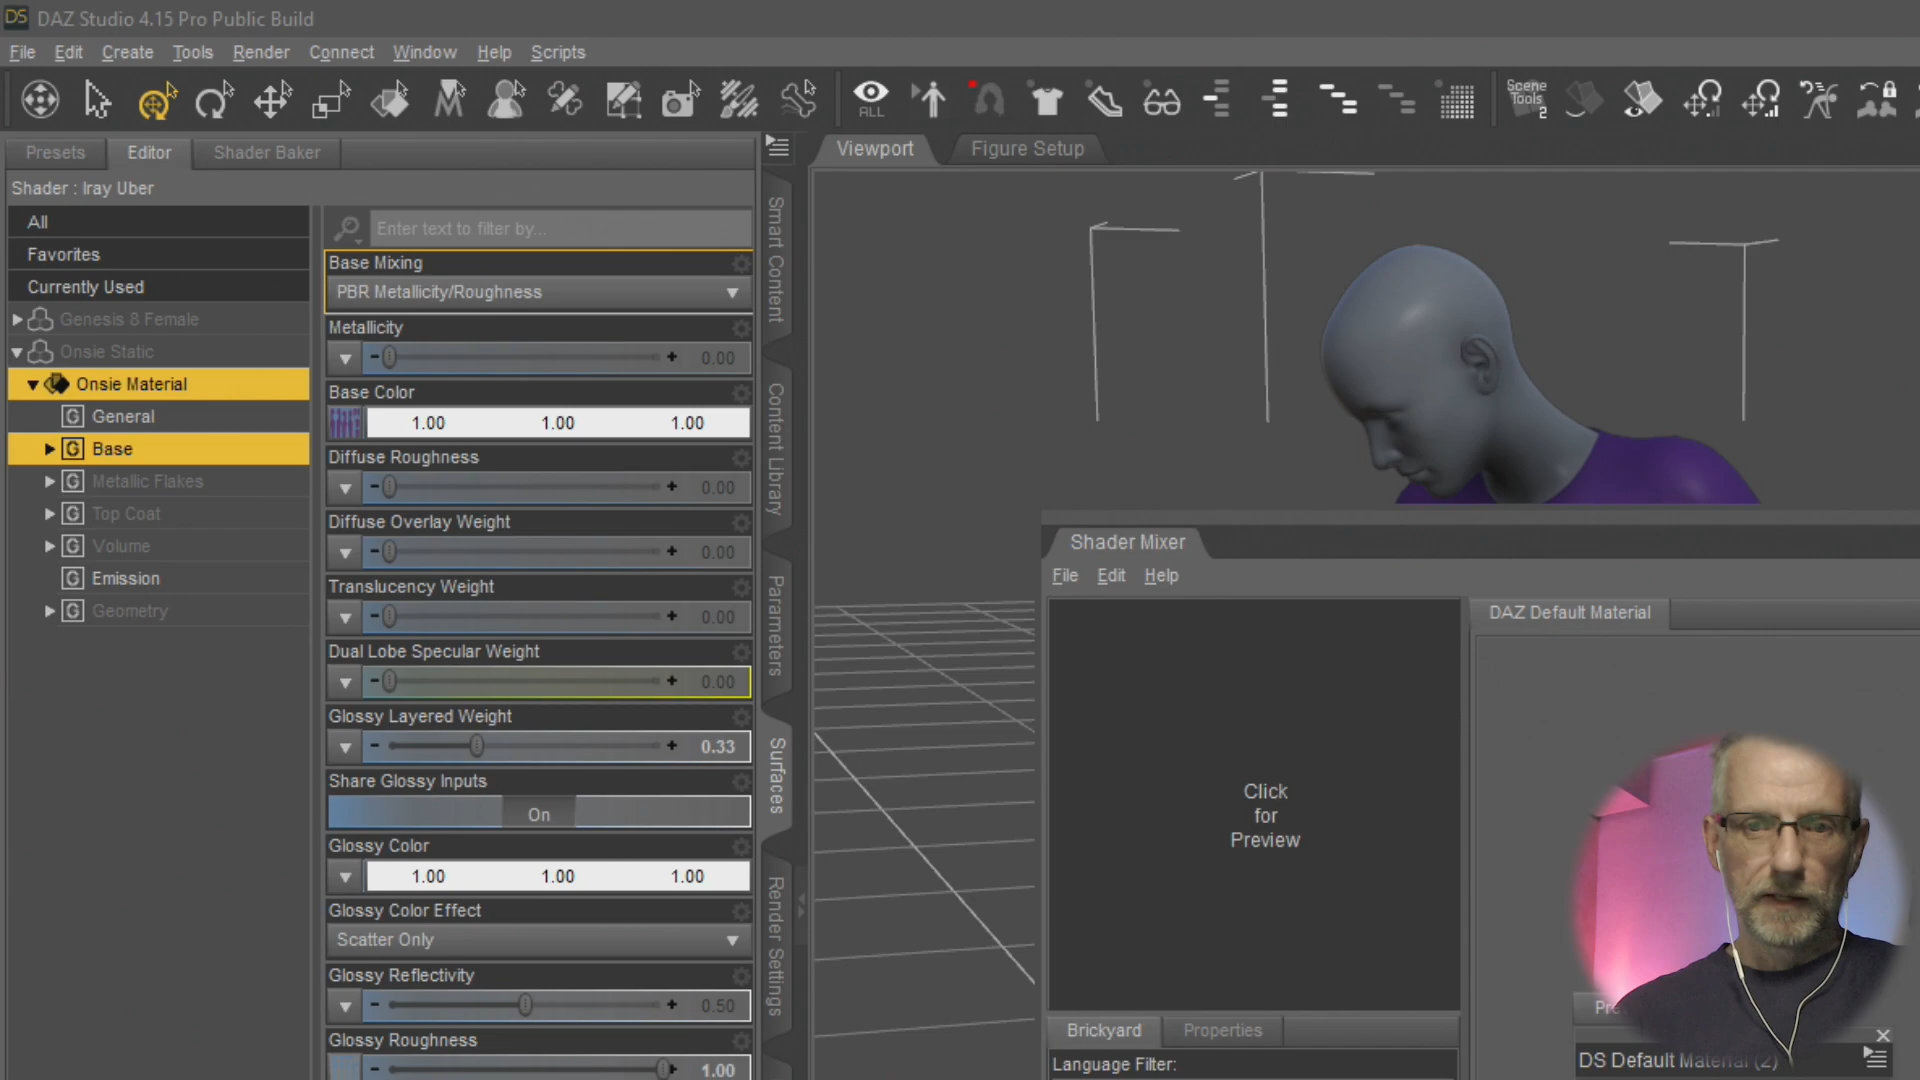 DS DAZ Studio 4.15 Pro Public Build
File Edit Create Tools Render Connect Window Help Scripts
ALL
Scene
Tools
2
Presets Editor Shader Baker
Viewport Figure Setup
Shader : Iray Uber
All
Favorites
Currently Used
Genesis 8 Female
Onsie Static
Onsie Material
G General
G Base
G Metallic Flakes
G Top Coat
G Volume
G Emission
G Geometry
Enter text to filter by...
Base Mixing
PBR Metallicity/Roughness
Metallicity
- + 0.00
Base Color
1.00 1.00 1.00
Diffuse Roughness
- + 0.00
Diffuse Overlay Weight
- + 0.00
Translucency Weight
- + 0.00
Dual Lobe Specular Weight
- + 0.00
Glossy Layered Weight
- + 0.33
Share Glossy Inputs
On
Glossy Color
1.00 1.00 1.00
Glossy Color Effect
Scatter Only
Glossy Reflectivity
- + 0.50
Glossy Roughness
- + 1.00
Smart Content
Content Library
Parameters
Surfaces
Render Settings
Shader Mixer
File Edit Help
DAZ Default Material
Click
for
Preview
Brickyard Properties
Language Filter:
DS Default Material (2)